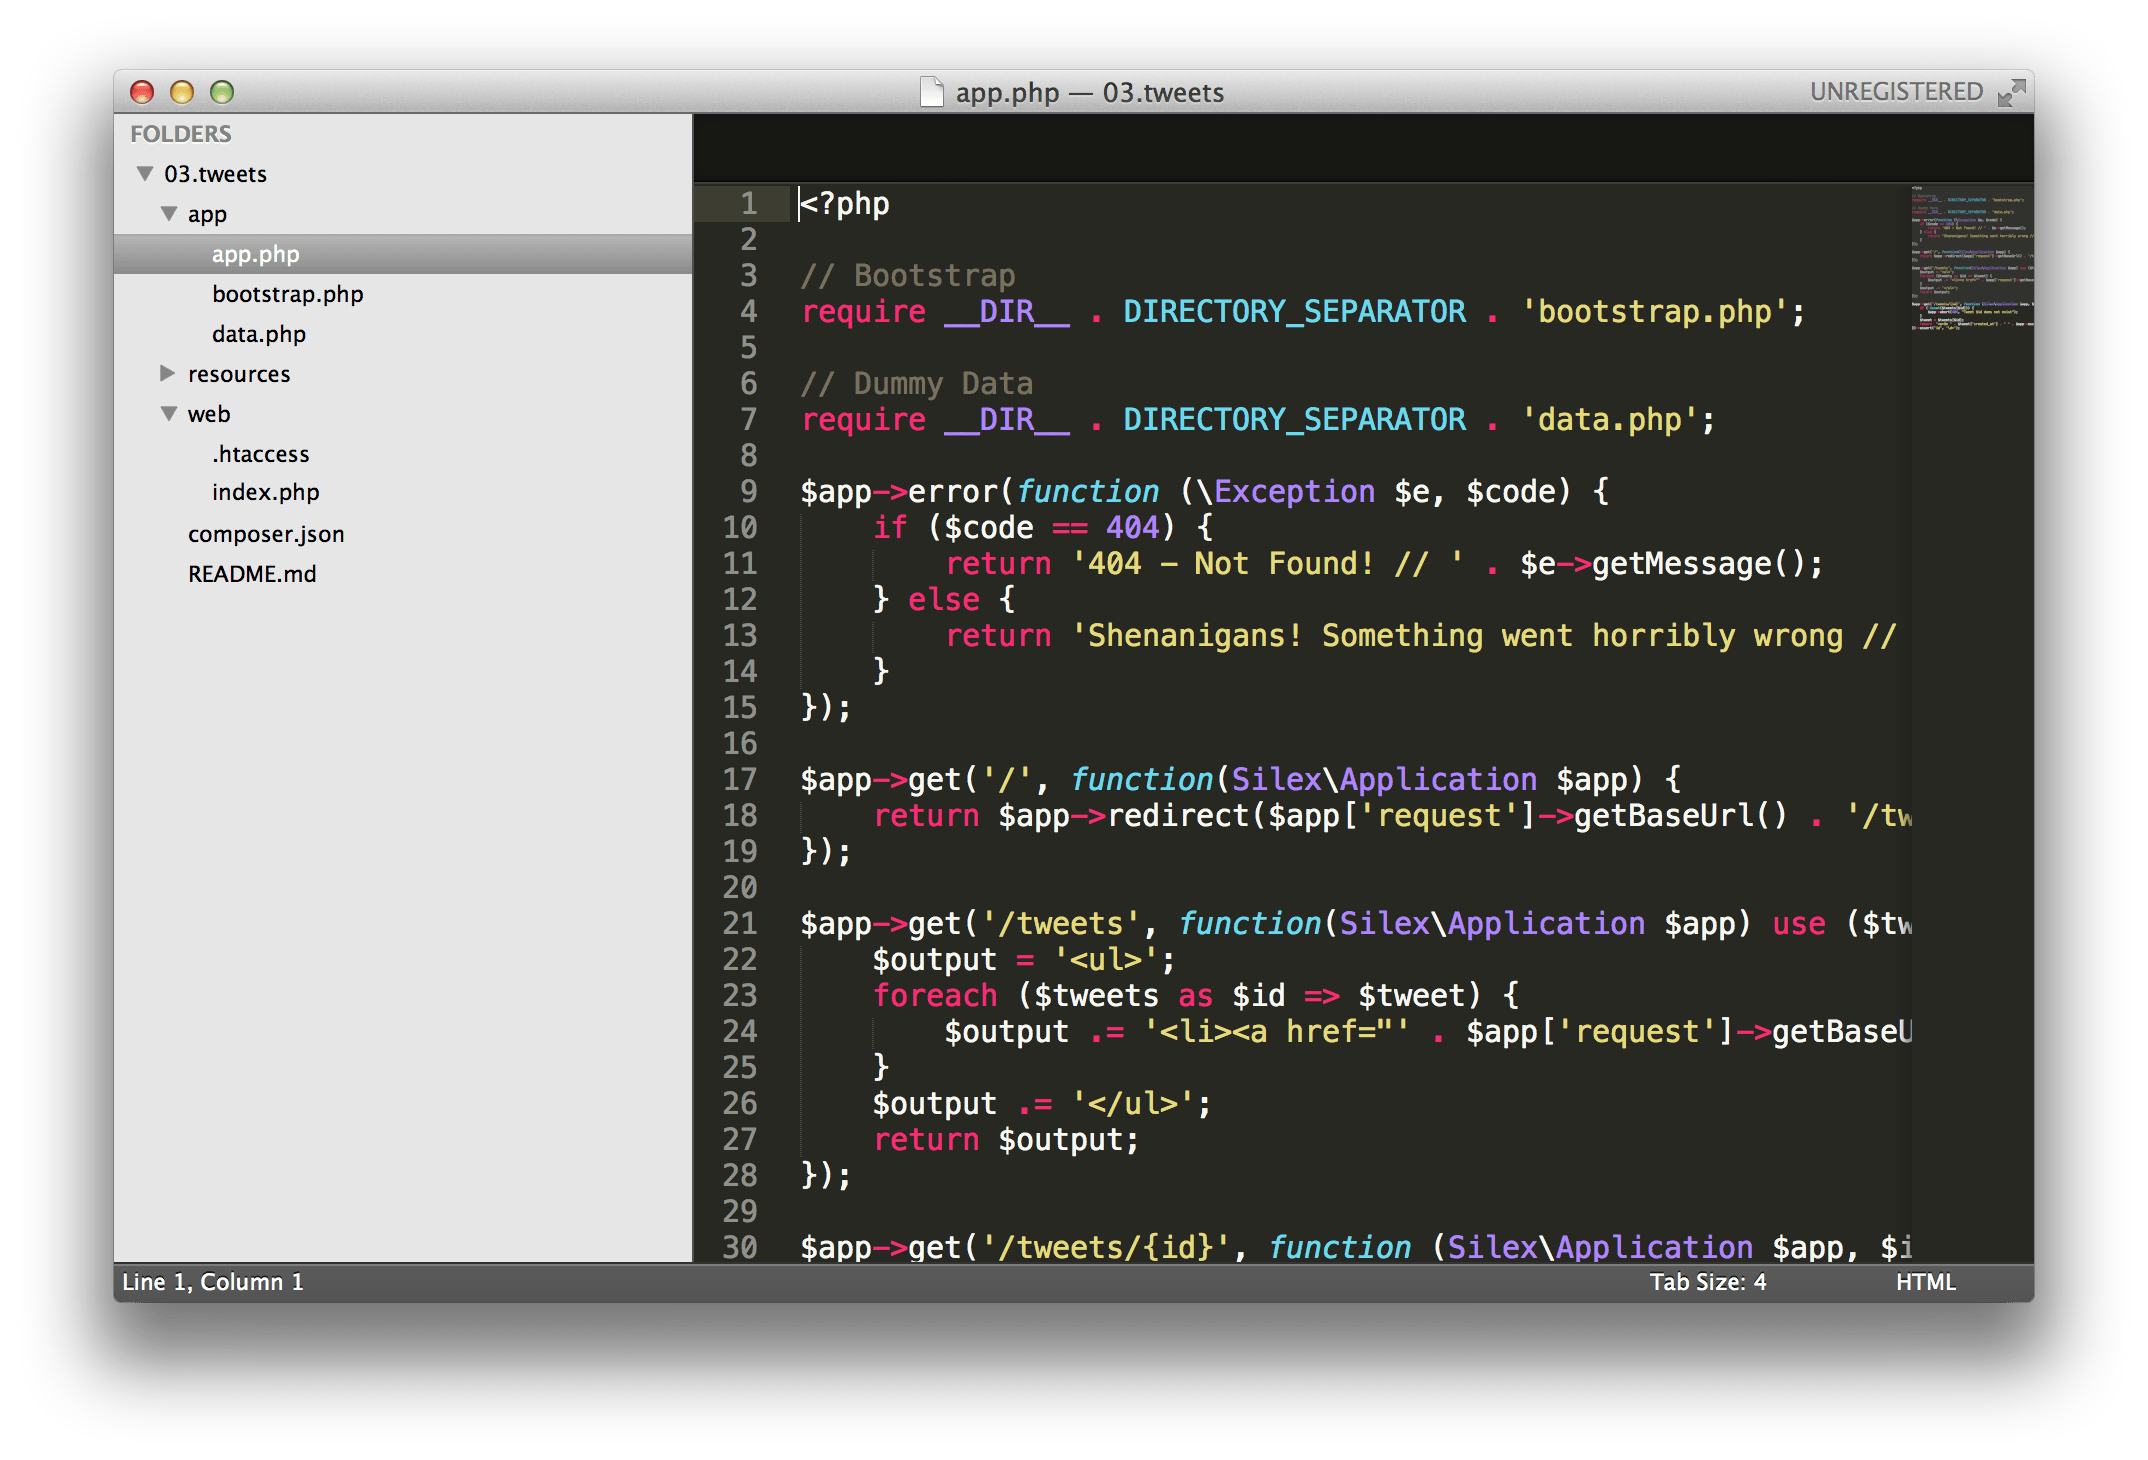 app.php — 03.tweets
UNREGISTERED
FOLDERS
03.tweets
app
app.php
bootstrap.php
data.php
resources
web
.htaccess
index.php
composer.json
README.md
1 <?php
2
3 // Bootstrap
4 require __DIR__ . DIRECTORY_SEPARATOR . 'bootstrap.php';
5
6 // Dummy Data
7 require __DIR__ . DIRECTORY_SEPARATOR . 'data.php';
8
9 $app->error(function (\Exception $e, $code) {
10     if ($code == 404) {
11         return '404 - Not Found! // ' . $e->getMessage();
12     } else {
13         return 'Shenanigans! Something went horribly wrong //
14     }
15 });
16
17 $app->get('/', function(Silex\Application $app) {
18     return $app->redirect($app['request']->getBaseUrl() . '/tw
19 });
20
21 $app->get('/tweets', function(Silex\Application $app) use ($tw
22     $output = '<ul>';
23     foreach ($tweets as $id => $tweet) {
24         $output .= '<li><a href="' . $app['request']->getBaseU
25     }
26     $output .= '</ul>';
27     return $output;
28 });
29
30 $app->get('/tweets/{id}', function (Silex\Application $app, $i
Line 1, Column 1
Tab Size: 4
HTML